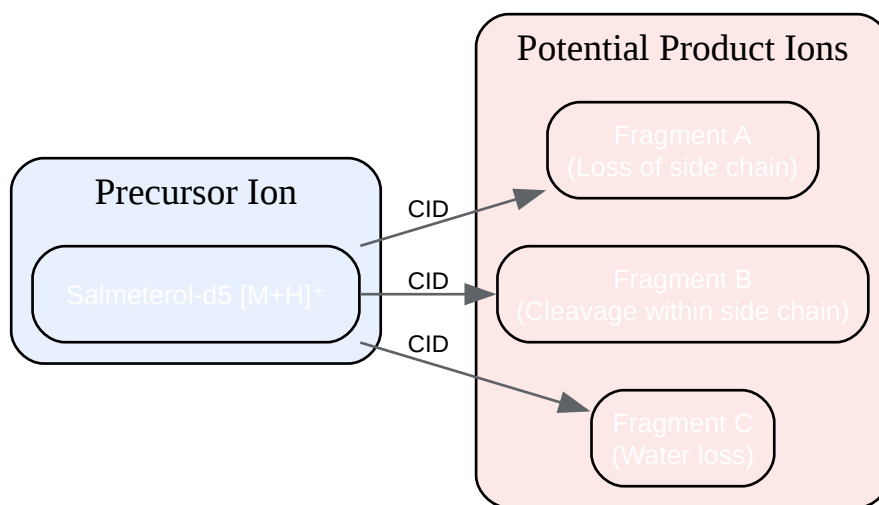 Potential Product Ions
Fragment A
(Loss of side chain)
Precursor Ion
CID
Salmeterol-d5 [M+H]⁺
CID
Fragment B
(Cleavage within side chain)
CID
Fragment C
(Water loss)